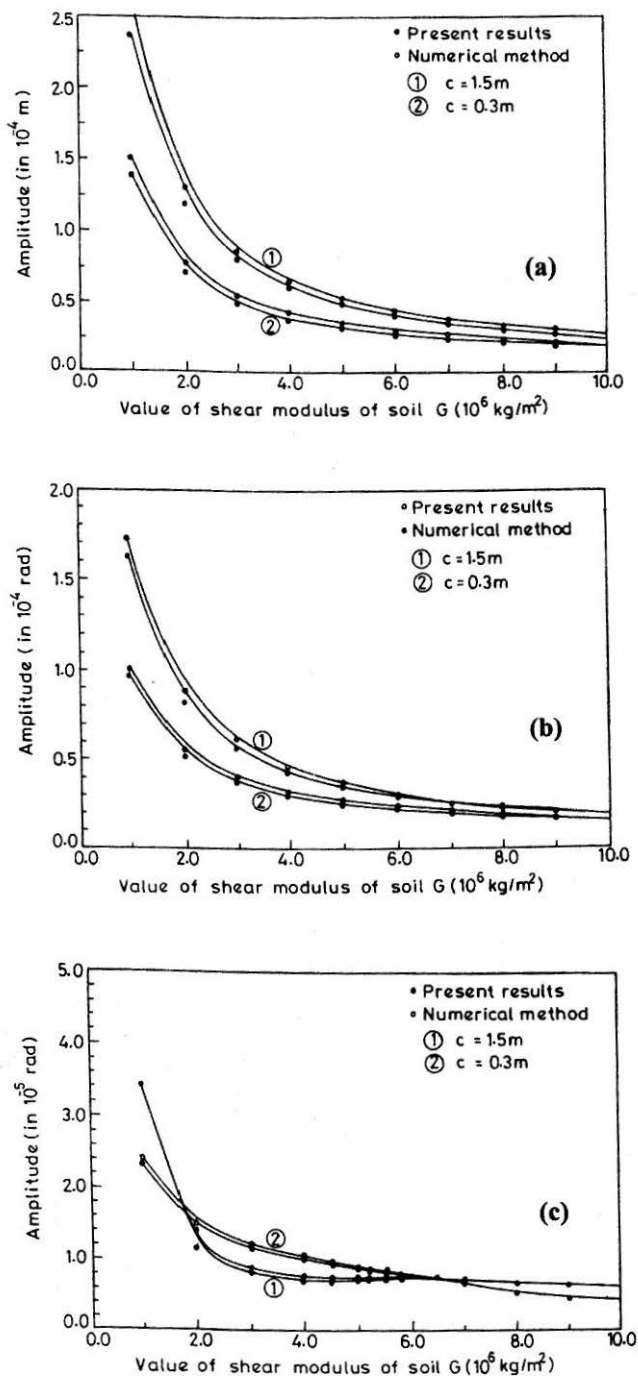 2.5
2.0
1.5
1.0
0.5
0.0
Amplitude (in 10⁻⁴ m)
• Present results
◦ Numerical method
① c = 1.5m
② c = 0.3m
①
②
(a)
0.0 2.0 4.0 6.0 8.0 10.0
Value of shear modulus of soil G (10⁶ kg/m²)
2.0
1.5
1.0
0.5
0.0
Amplitude (in 10⁻⁴ rad)
◦ Present results
• Numerical method
① c = 1.5m
② c = 0.3m
①
②
(b)
0.0 2.0 4.0 6.0 8.0 10.0
Value of shear modulus of soil G (10⁶ kg/m²)
5.0
4.0
3.0
2.0
1.0
0.0
Amplitude (in 10⁻⁵ rad)
• Present results
◦ Numerical method
① c = 1.5m
② c = 0.3m
②
①
(c)
0.0 2.0 4.0 6.0 8.0 10.0
Value of shear modulus of soil G (10⁶ kg/m²)